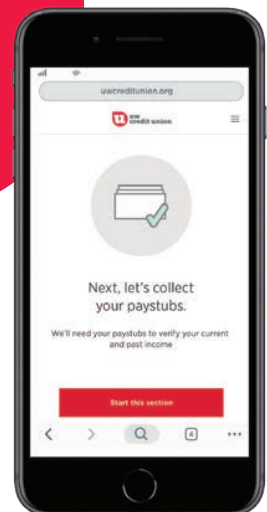 uwcreditunion.org
uw
credit union
Next, let's collect
your paystubs.
We'll need your paystubs to verify your current
and past income
Start this section
4